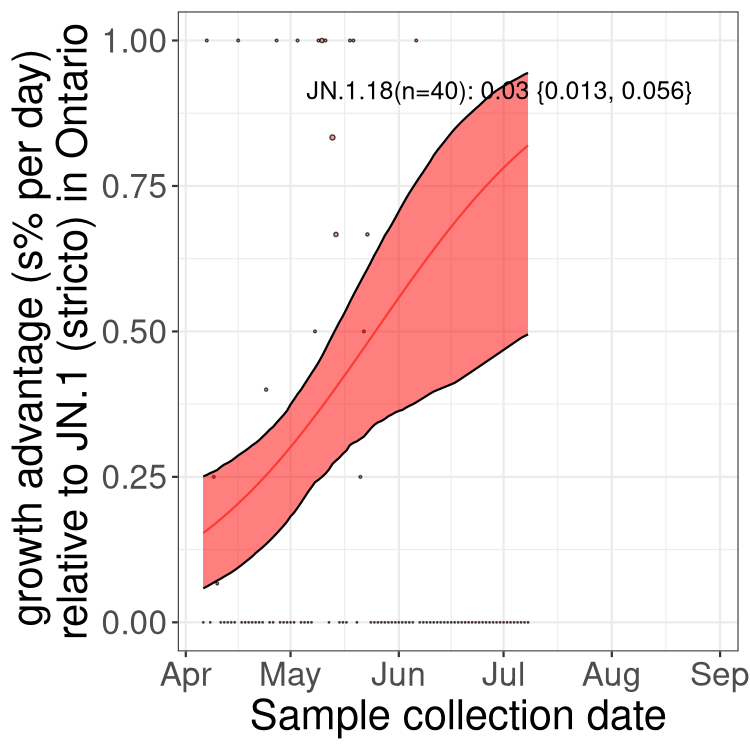 growth advantage (s% per day)
relative to JN.1 (stricto) in Ontario
1.00
0.75
0.50
0.25
0.00
JN.1.18(n=40): 0.03 {0.013, 0.056}
Apr May Jun Jul Aug Sep
Sample collection date